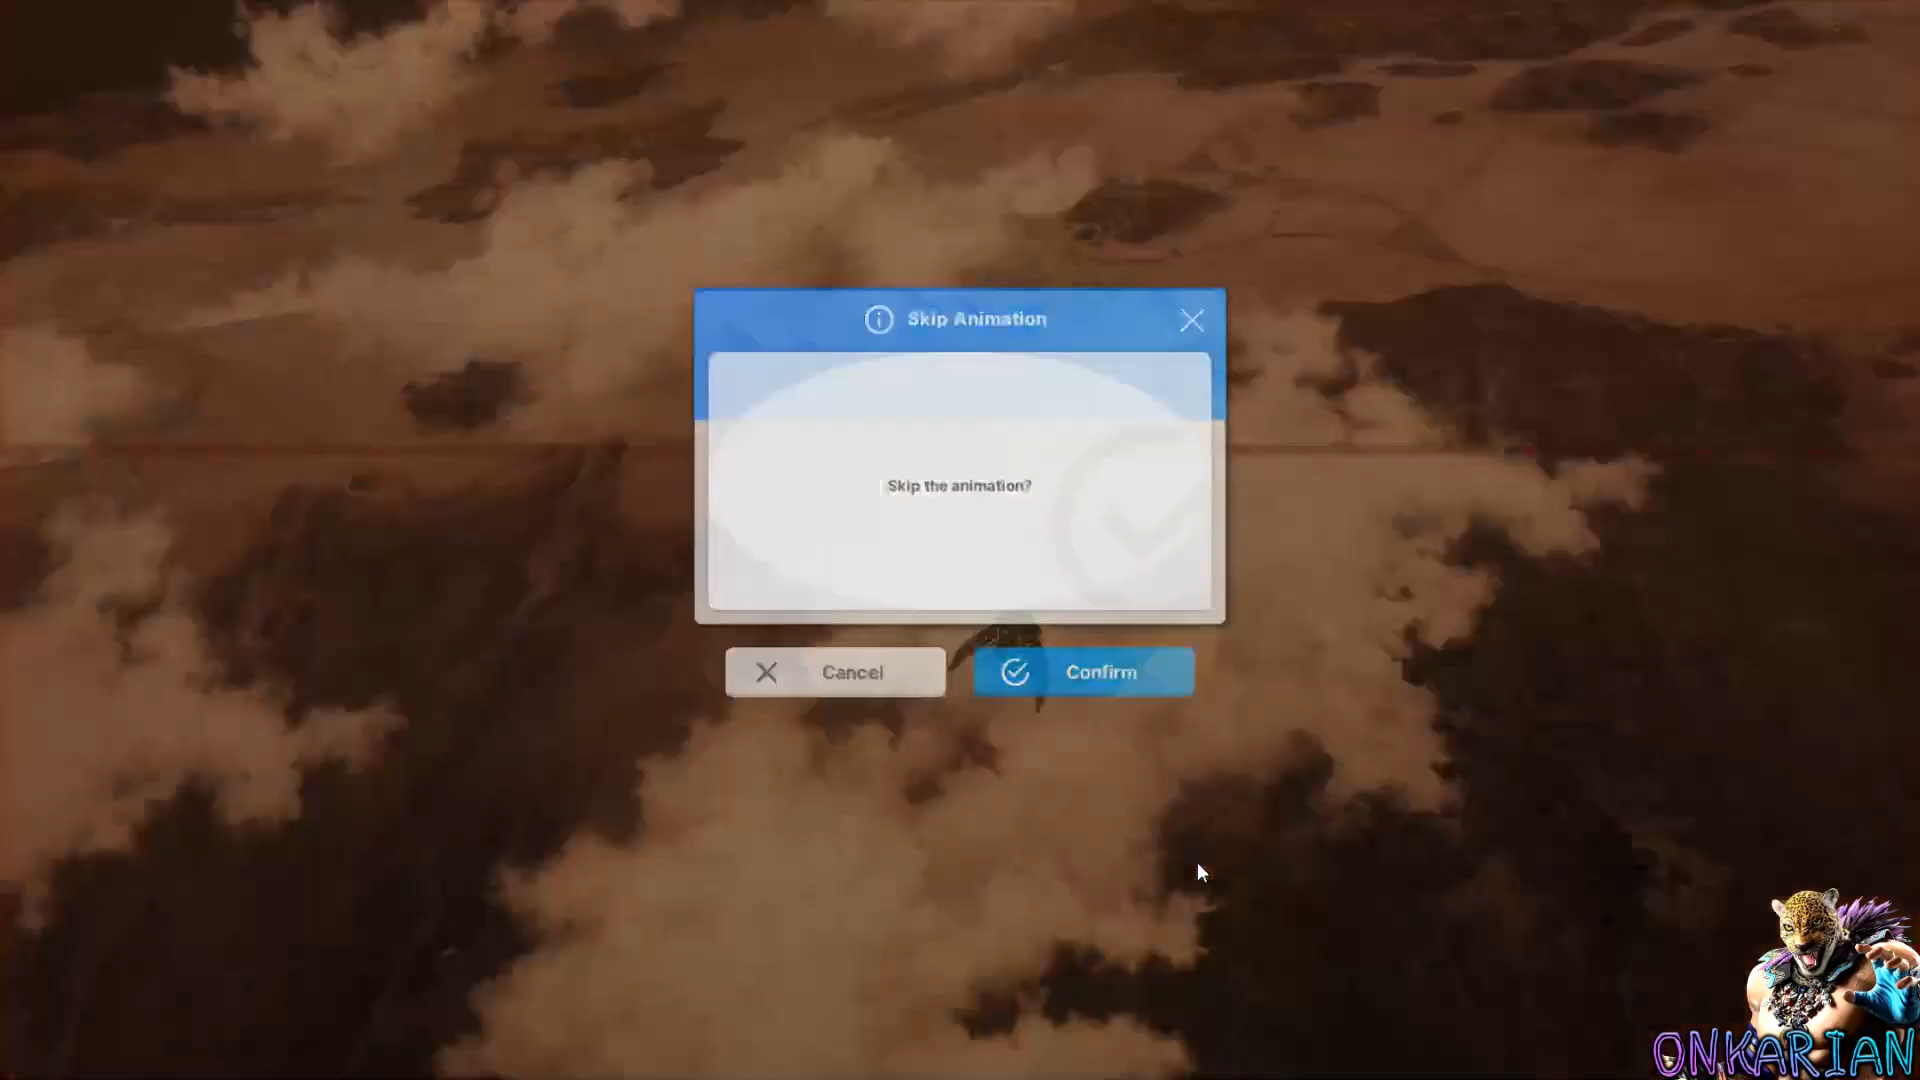 Skip Animation
Skip the animation?
Cancel
Confirm
ONKARIAN